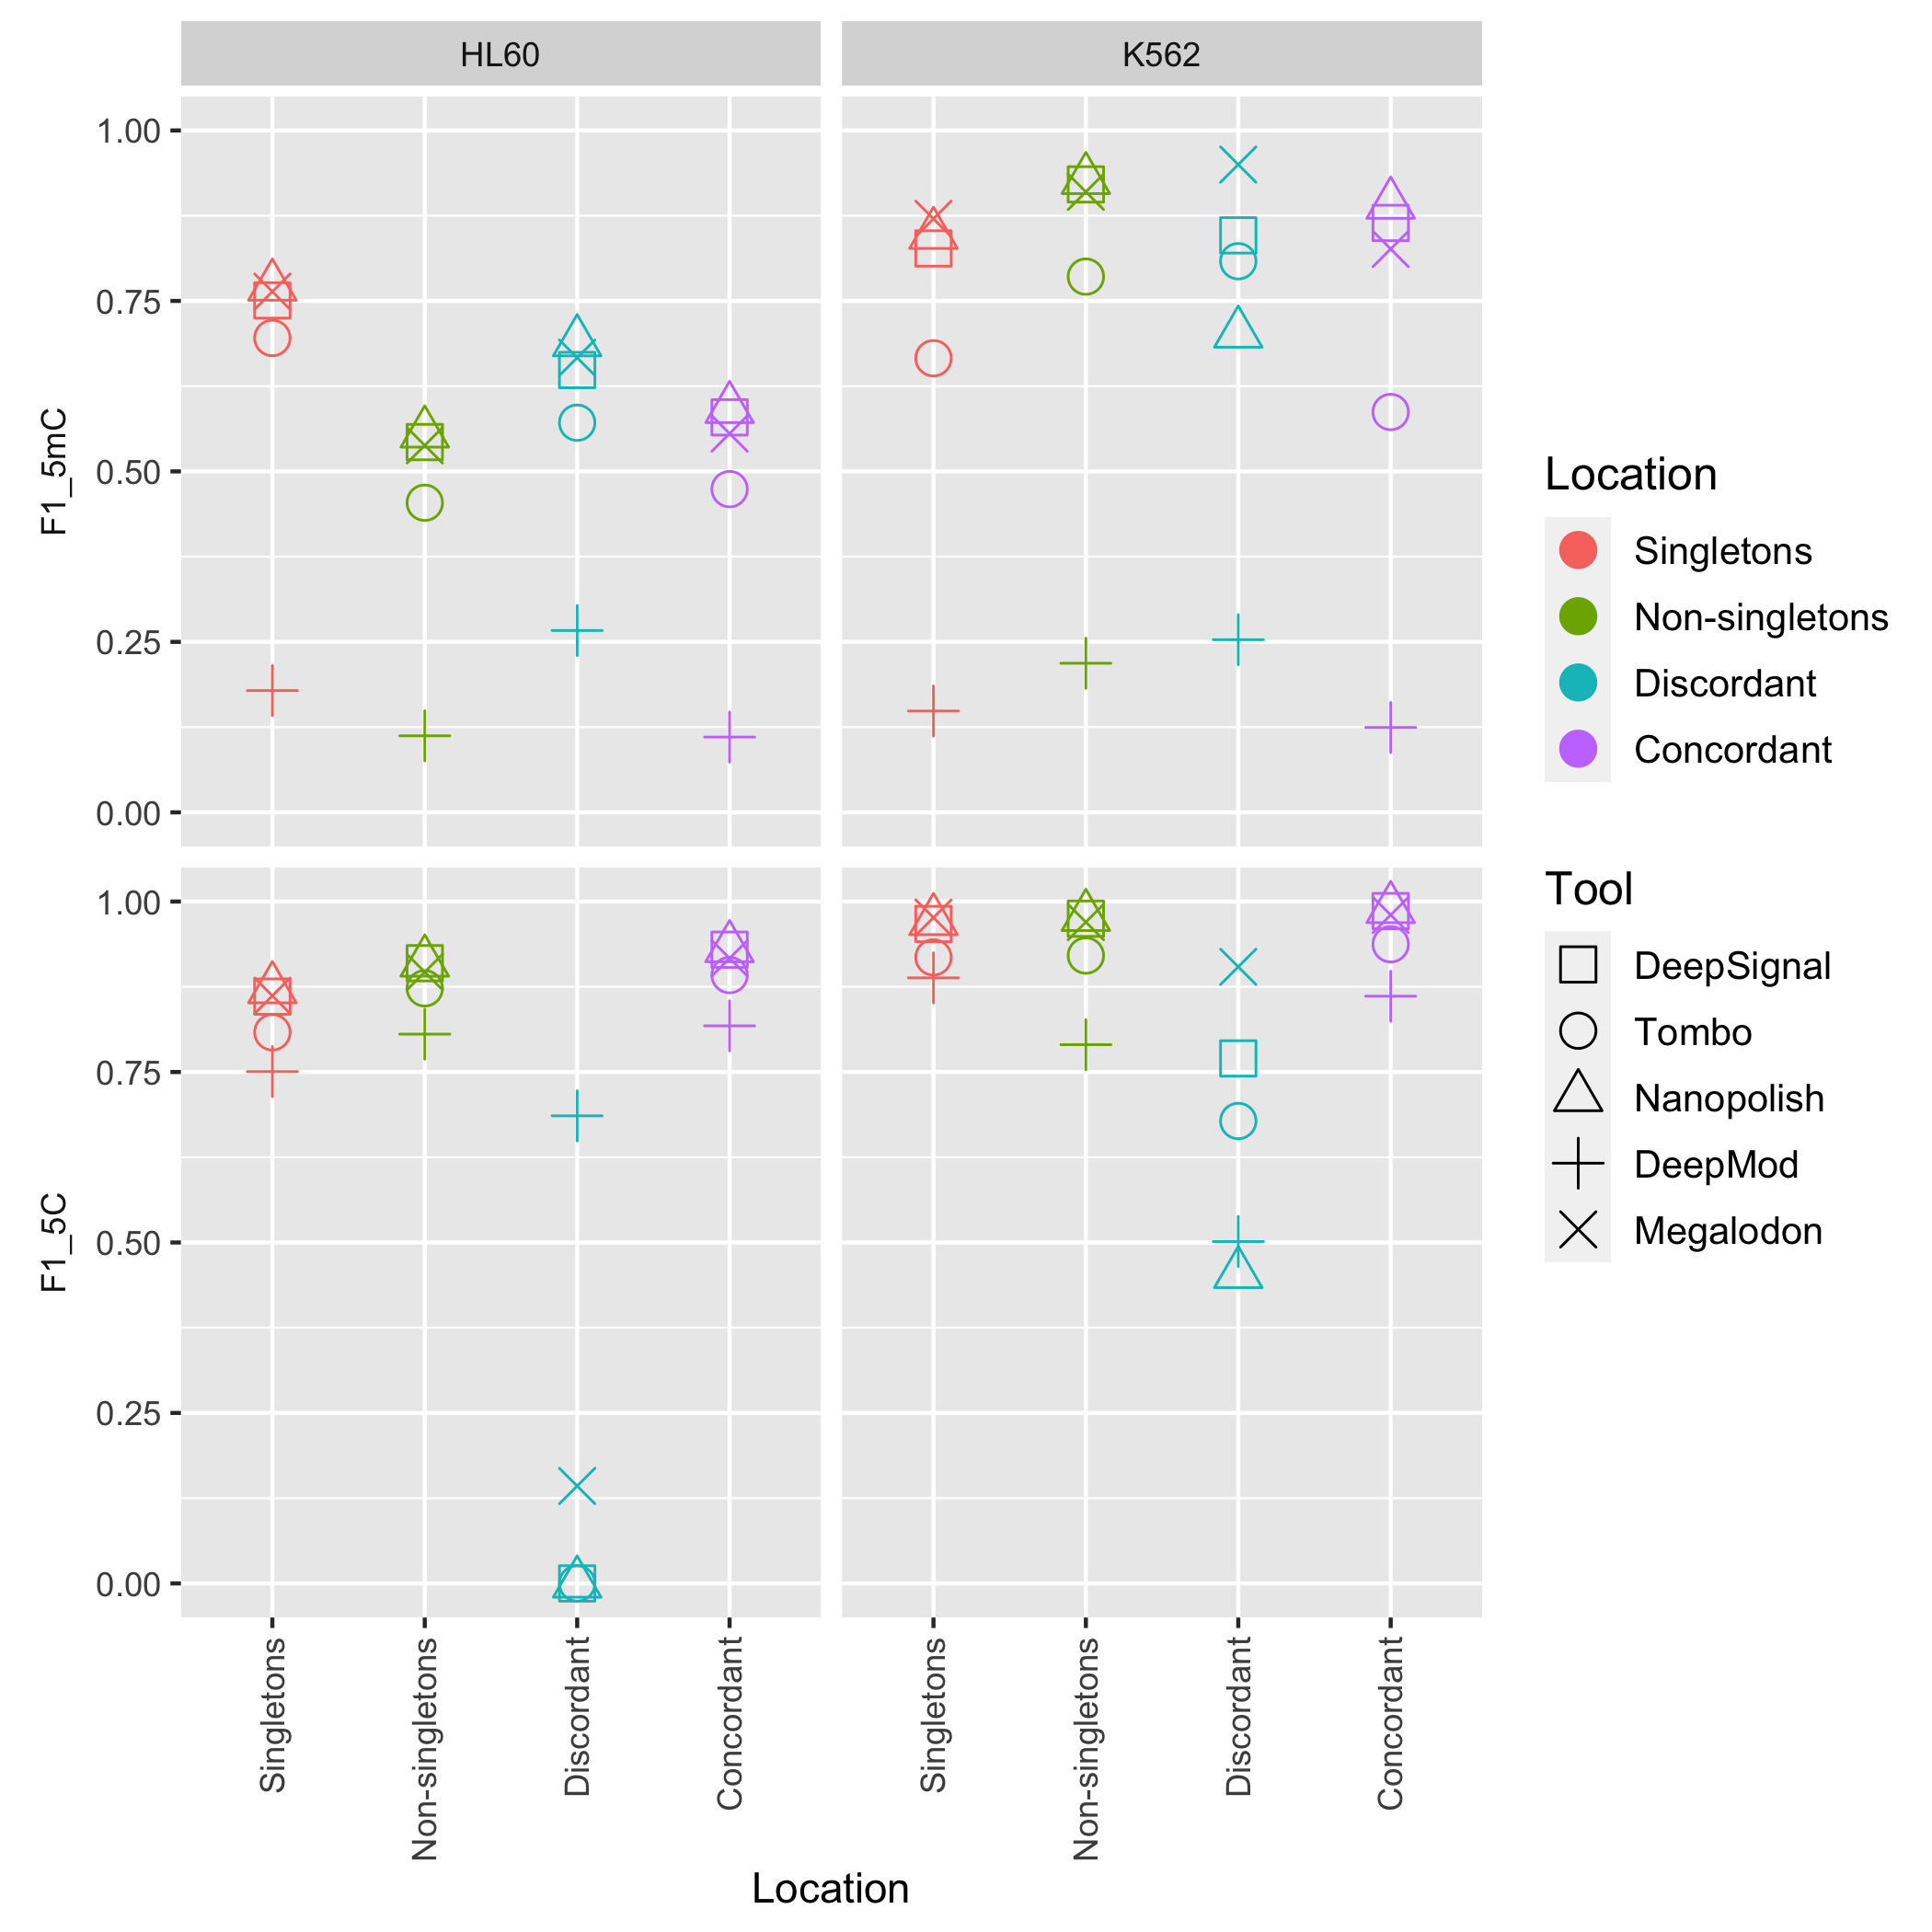 HL60
K562
F1_5mC
1.00
0.75
0.50
0.25
0.00
F1_5C
1.00
0.75
0.50
0.25
0.00
Singletons
Non-singletons
Discordant
Concordant
Singletons
Non-singletons
Discordant
Concordant
Location
Location
Singletons
Non-singletons
Discordant
Concordant
Tool
DeepSignal
Tombo
Nanopolish
DeepMod
Megalodon